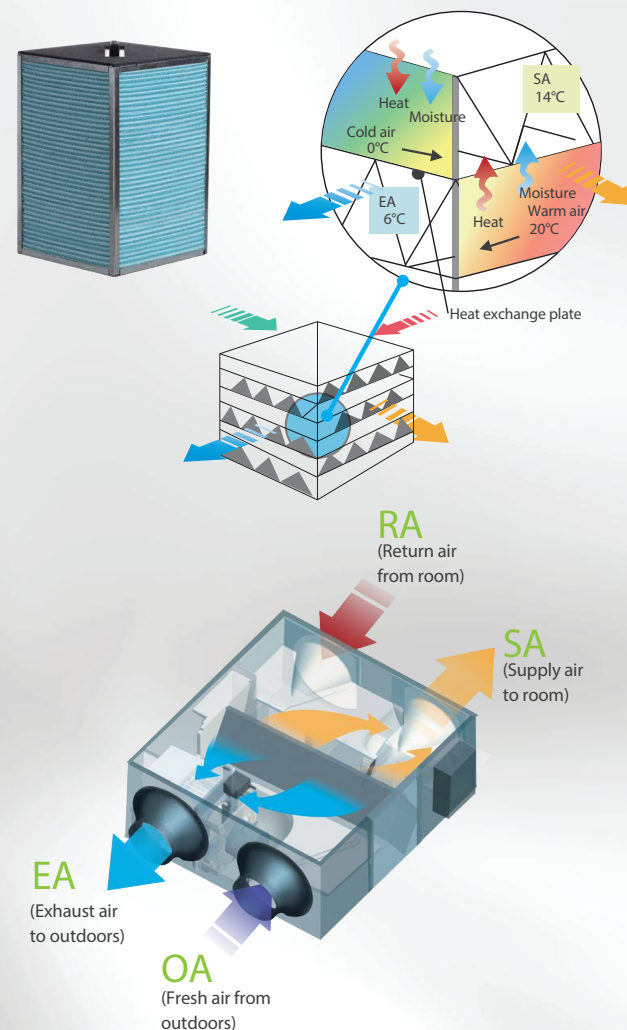 SA
14°C
Heat
Moisture
Cold air
0°C
EA
6°C
Moisture
Warm air
20°C
Heat
Heat exchange plate
RA
(Return air
from room)
SA
(Supply air
to room)
EA
(Exhaust air
to outdoors)
OA
(Fresh air from
outdoors)